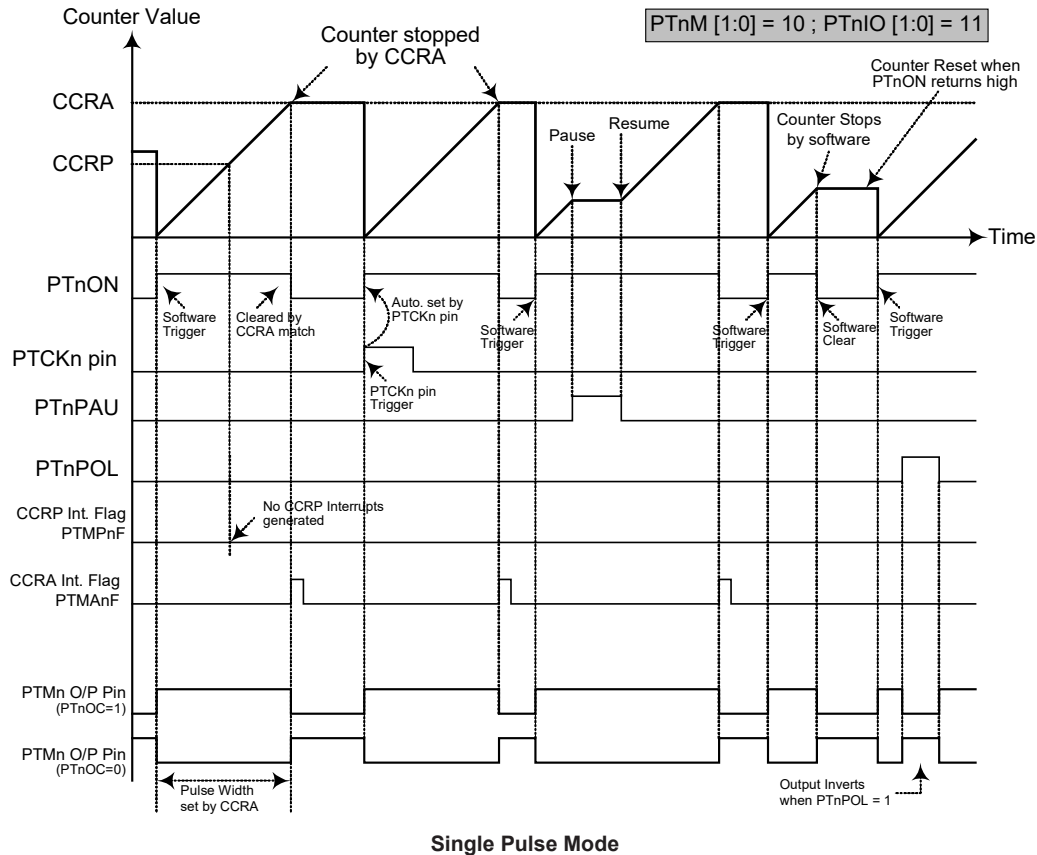 Counter Value
PTnM [1:0] = 10 ; PTnIO [1:0] = 11
Counter stopped
by CCRA
Counter Reset when
PTnON
returns high
CCRA
Pause
Resume
Counter Stops
by software
CCRP
Time
PTnON
Software
Trigger
Cleared by
CCRA match
Auto. set by
PTCKn pin
Software
Trigger
Software
Trigger
Software
Clear
Software
Trigger
PTCKn pin
PTCKn pin
Trigger
PTnPAU
PTnPOL
CCRP Int. Flag
PTMPnF
No CCRP Interrupts
generated
CCRA Int. Flag
PTMAnF
PTMn O/P Pin
(PTnOC=1)
PTMn O/P Pin
(PTnOC=0)
Pulse Width
set by CCRA
Output Inverts
when PTnPOL = 1
Single Pulse Mode